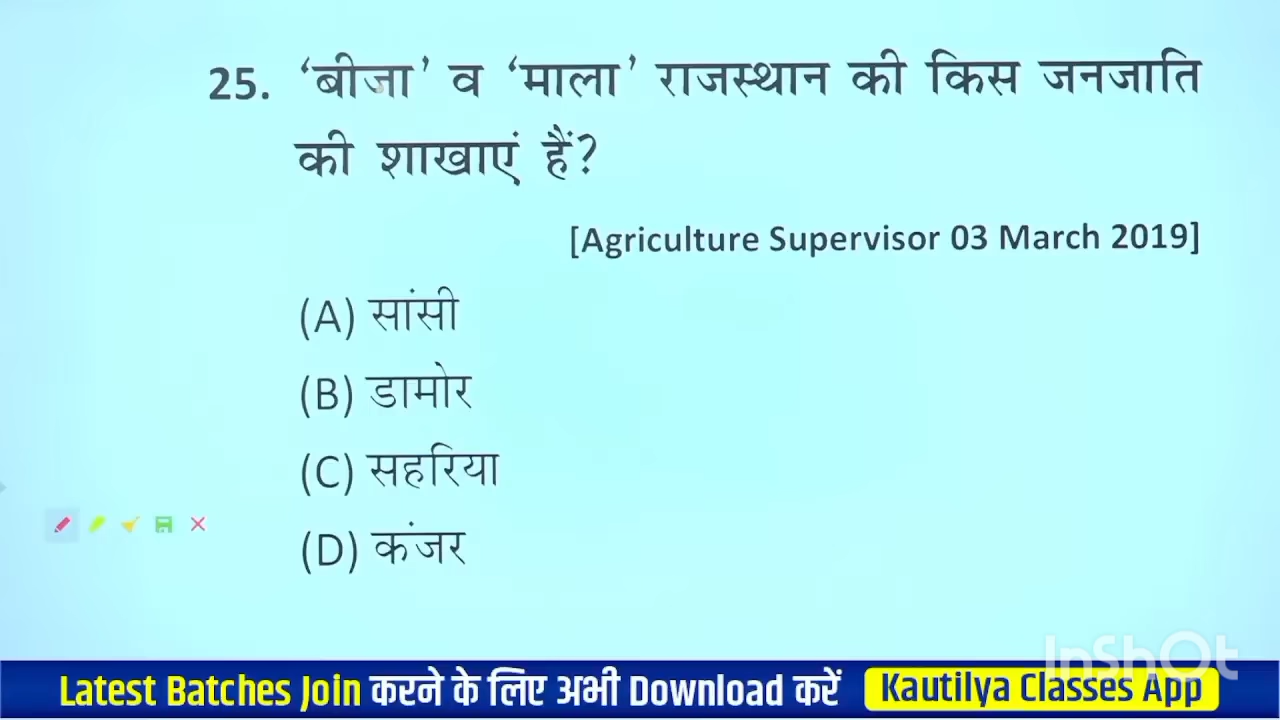 25. ‘बीजा’ व ‘माला’ राजस्थान की किस जनजाति
की शाखाएं हैं?
[Agriculture Supervisor 03 March 2019]
(A) सांसी
(B) डामोर
(C) सहरिया
(D) कंजर
InShOt
Latest Batches Join करने के लिए अभी Download करें Kautilya Classes App